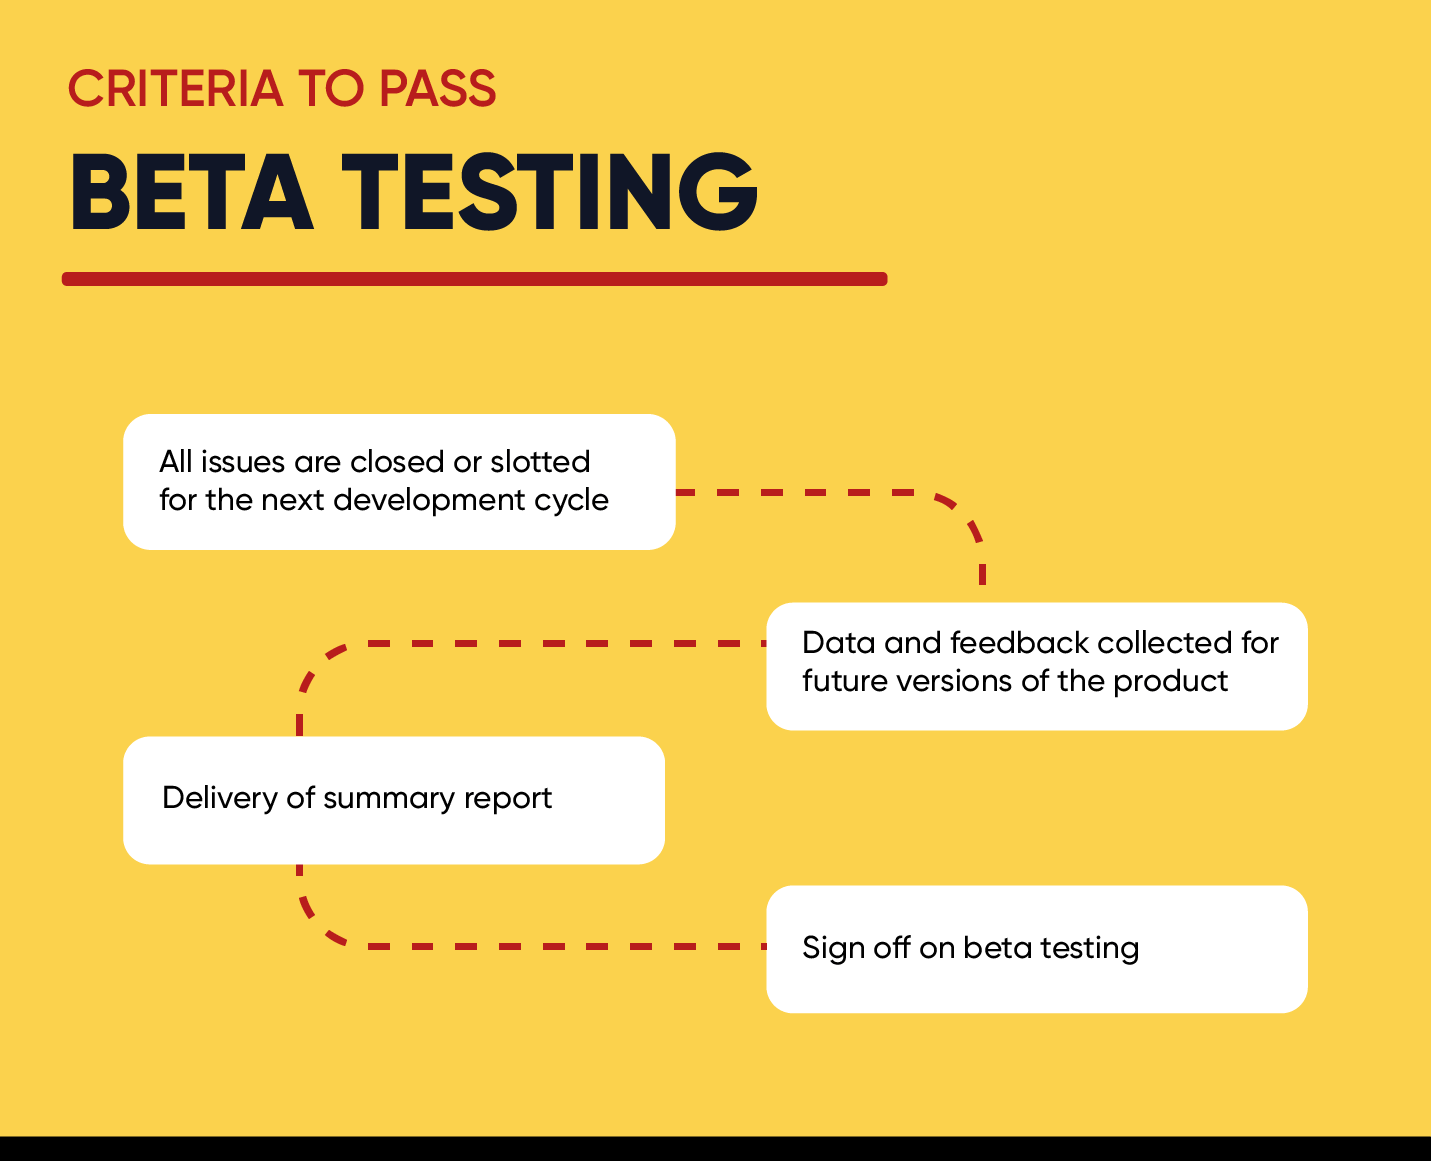 CRITERIA TO PASS
BETA TESTING
All issues are closed or slotted
for the next development cycle
Data and feedback collected for
future versions of the product
Delivery of summary report
Sign off on beta testing